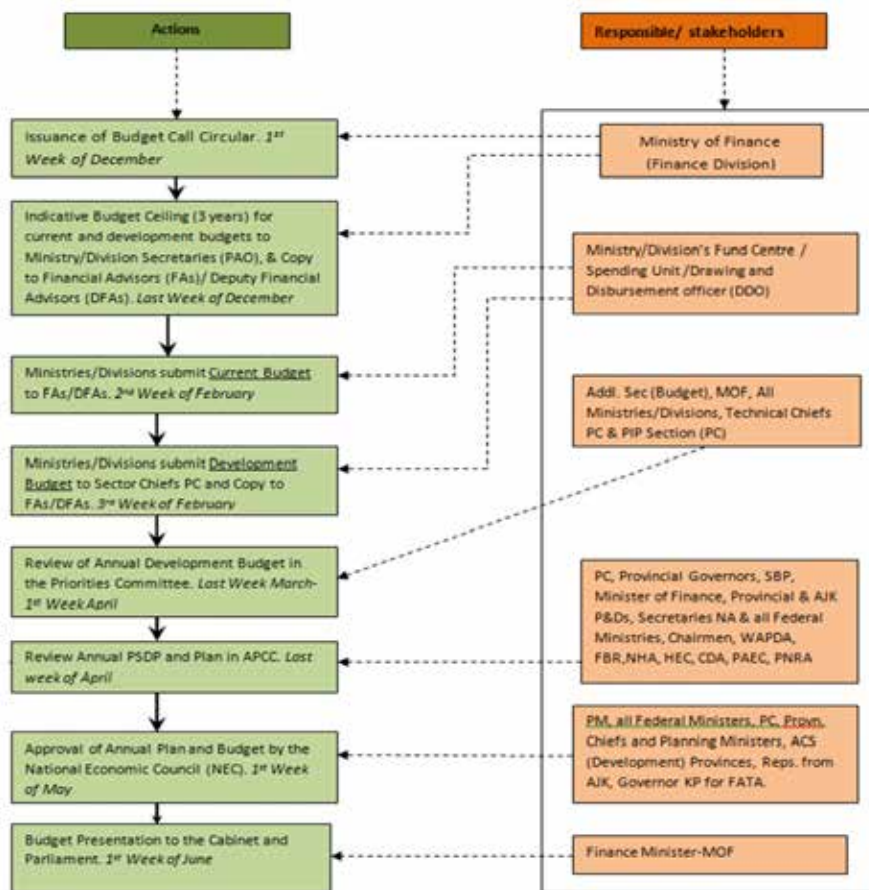 Actions
Responsible/ stakeholders
Issuance of Budget Call Circular. 1st
Week of December
Ministry of Finance
(Finance Division)
Indicative Budget Ceiling (3 years) for
current and development budgets to
Ministry/Division Secretaries (PAO), & Copy
to Financial Advisors (FAs)/ Deputy Financial
Advisors (DFAs). Last Week of December
Ministry/Division's Fund Centre /
Spending Unit /Drawing and
Disbursement officer (DDO)
Ministries/Divisions submit Current Budget
to FAs/DFAs. 2nd Week of February
Addl. Sec (Budget), MOF, All
Ministries/Divisions, Technical Chiefs
PC & PIP Section (PC)
Ministries/Divisions submit Development
Budget to Sector Chiefs PC and Copy to
FAs/DFAs. 3rd Week of February
Review of Annual Development Budget in
the Priorities Committee. Last Week March-
1st Week April
PC, Provincial Governors, SBP,
Minister of Finance, Provincial & AJK
P&Ds, Secretaries NA & all Federal
Ministries, Chairmen, WAPDA,
FBR,NHA, HEC, CDA, PAEC, PNRA
Review Annual PSDP and Plan in APCC. Last
week of April
PM, all Federal Ministers, PC, Provn.
Chiefs and Planning Ministers, ACS
(Development) Provinces, Reps. from
AJK, Governor KP for FATA.
Approval of Annual Plan and Budget by the
National Economic Council (NEC). 1st Week
of May
Budget Presentation to the Cabinet and
Parliament. 1st Week of June
Finance Minister-MOF